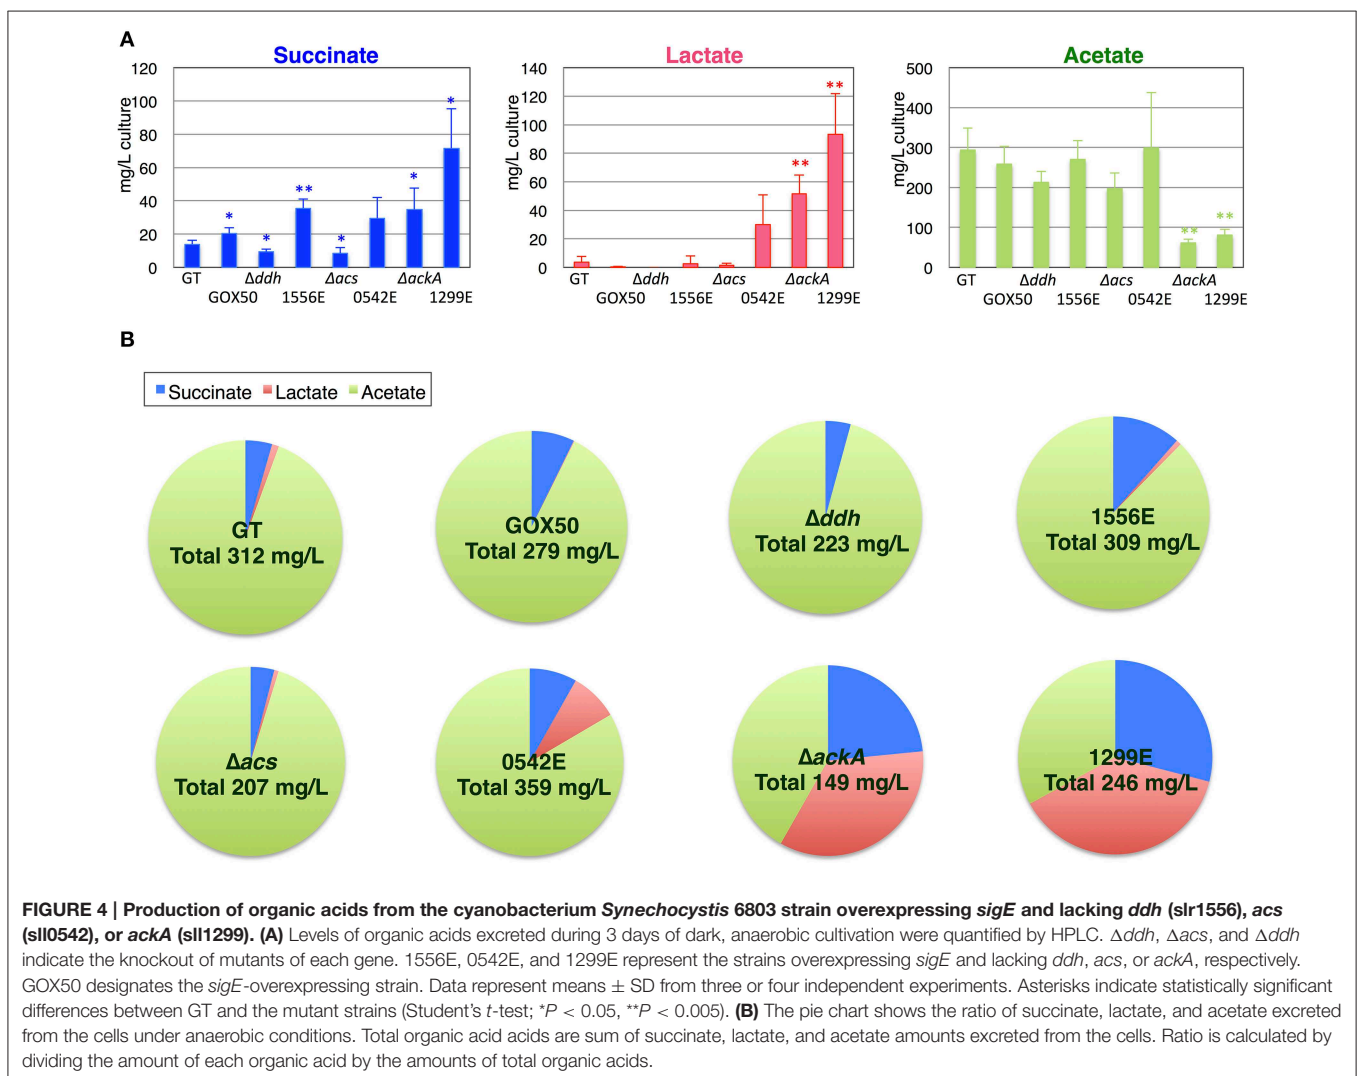 A
Succinate
mg/L culture
120
100
80
60
40
20
0
*
*
**
*
*
*
GT
Δddh
Δacs
ΔackA
GOX50
1556E
0542E
1299E
Lactate
mg/L culture
140
120
100
80
60
40
20
0
**
**
GT
Δddh
Δacs
ΔackA
GOX50
1556E
0542E
1299E
Acetate
mg/L culture
500
400
300
200
100
0
**
**
GT
Δddh
Δacs
ΔackA
GOX50
1556E
0542E
1299E
B
Succinate Lactate Acetate
GT
Total 312 mg/L
GOX50
Total 279 mg/L
Δddh
Total 223 mg/L
1556E
Total 309 mg/L
Δacs
Total 207 mg/L
0542E
Total 359 mg/L
ΔackA
Total 149 mg/L
1299E
Total 246 mg/L
FIGURE 4 | Production of organic acids from the cyanobacterium Synechocystis 6803 strain overexpressing sigE and lacking ddh (slr1556), acs
(sll0542), or ackA (sll1299). (A) Levels of organic acids excreted during 3 days of dark, anaerobic cultivation were quantified by HPLC. Δddh, Δacs, and Δddh
indicate the knockout of mutants of each gene. 1556E, 0542E, and 1299E represent the strains overexpressing sigE and lacking ddh, acs, or ackA, respectively.
GOX50 designates the sigE-overexpressing strain. Data represent means ± SD from three or four independent experiments. Asterisks indicate statistically significant
differences between GT and the mutant strains (Student's t-test; *P < 0.05, **P < 0.005). (B) The pie chart shows the ratio of succinate, lactate, and acetate excreted
from the cells under anaerobic conditions. Total organic acid acids are sum of succinate, lactate, and acetate amounts excreted from the cells. Ratio is calculated by
dividing the amount of each organic acid by the amounts of total organic acids.